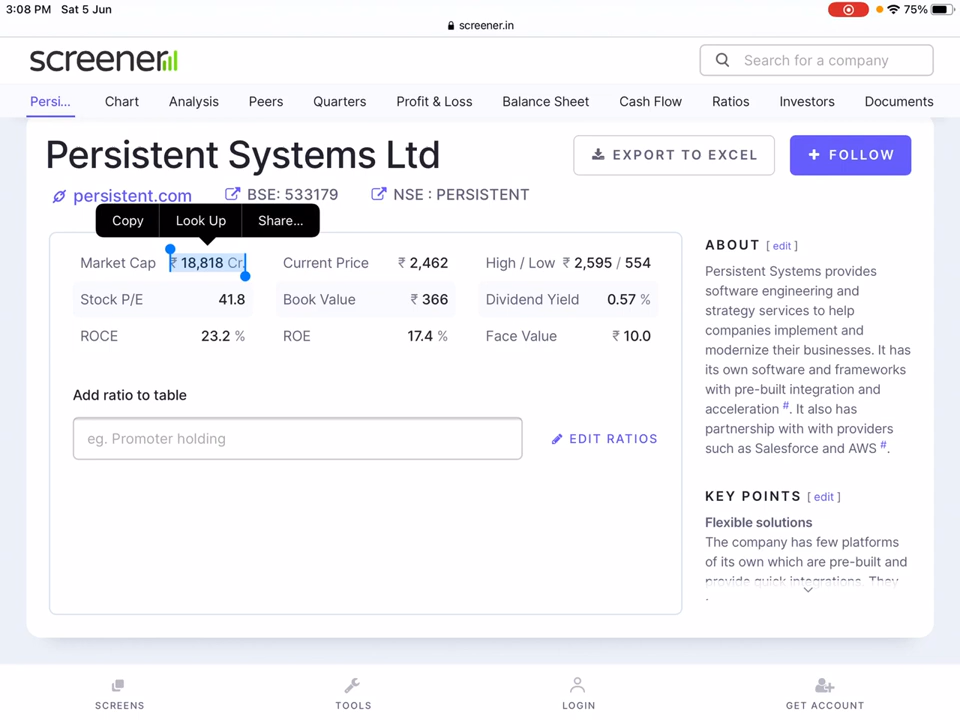 3:08 PM Sat 5 Jun
75%
screener.in
screener
Search for a company
Persi... Chart Analysis Peers Quarters Profit & Loss Balance Sheet Cash Flow Ratios Investors Documents
Persistent Systems Ltd
EXPORT TO EXCEL
+ FOLLOW
persistent.com BSE: 533179 NSE : PERSISTENT
Copy Look Up Share...
Market Cap ₹ 18,818 Cr. Current Price ₹ 2,462 High / Low ₹ 2,595 / 554
Stock P/E 41.8 Book Value ₹ 366 Dividend Yield 0.57 %
ROCE 23.2 % ROE 17.4 % Face Value ₹ 10.0
Add ratio to table
eg. Promoter holding
EDIT RATIOS
ABOUT [ edit ]
Persistent Systems provides
software engineering and
strategy services to help
companies implement and
modernize their businesses. It has
its own software and frameworks
with pre-built integration and
acceleration #. It also has
partnership with with providers
such as Salesforce and AWS #.
KEY POINTS [ edit ]
Flexible solutions
The company has few platforms
of its own which are pre-built and
provide quick integrations. They
SCREENS TOOLS LOGIN GET ACCOUNT